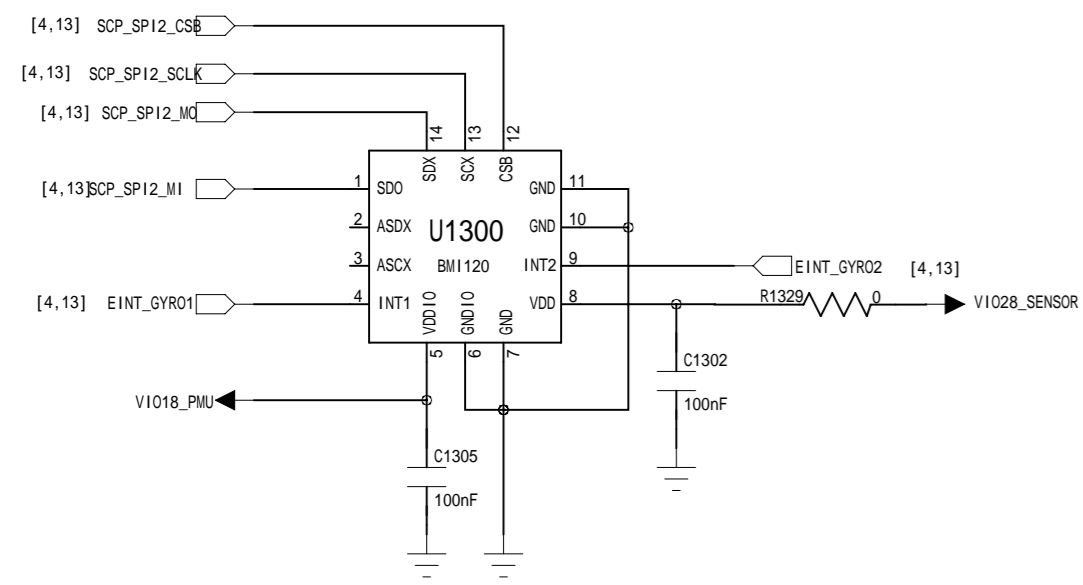 [4,13] SCP_SPI2_CSB
[4,13] SCP_SPI2_SCLK
[4,13] SCP_SPI2_MO
14 13 12
SDX SCX CSB
[4,13] SCP_SPI2_MI 1 SDO GND 11
2 ASDX U1300 GND 10
3 ASCX BMI120 INT2 9 EINT_GYRO2 [4,13]
[4,13] EINT_GYRO1 4 INT1 VDD 8 R1329 0 VIO28_SENSOR
VDDIO GNDIO GND
5 6 7
C1302
100nF
VIO18_PMU
C1305
100nF